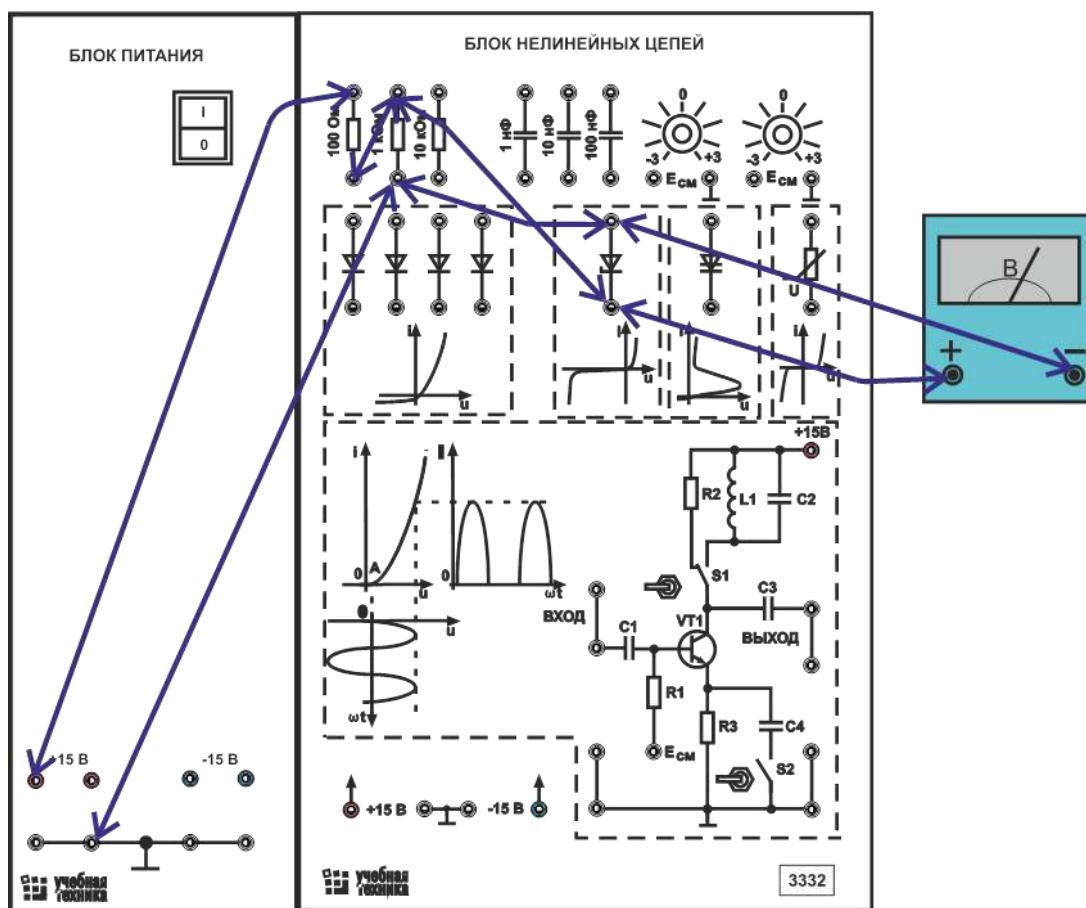 БЛОК ПИТАНИЯ
I
0
+15 В
-15 В
учебная
техника
БЛОК НЕЛИНЕЙНЫХ ЦЕПЕЙ
100 Ом
1 кОм
10 кОм
1 нФ
10 нФ
100 нФ
0
-3
+3
Eсм
0
-3
+3
Eсм
U
i
u
i
u
i
u
i
u
В
+
−
i
0
A
u
0
u
ωt
0
ωt
+15В
R2
L1
C2
S1
C3
ВХОД
C1
VT1
ВЫХОД
R1
R3
C4
Eсм
S2
+15 В
-15 В
учебная
техника
3332